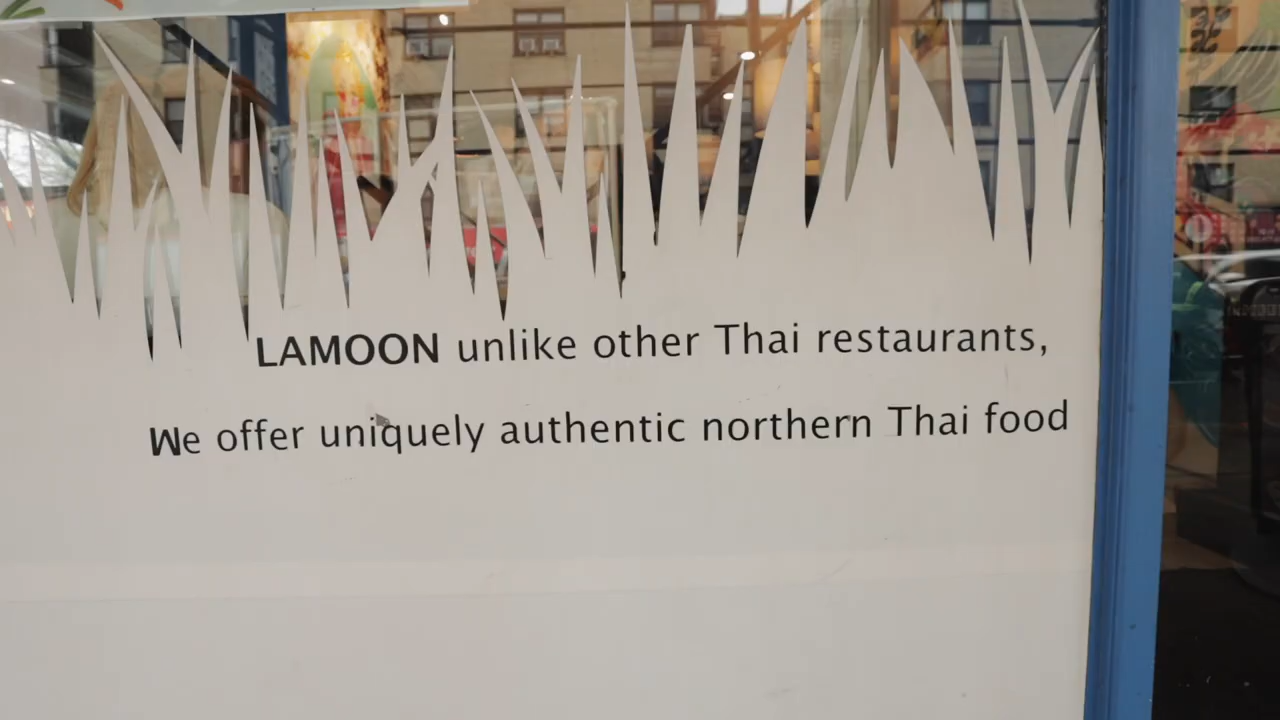 LAMOON unlike other Thai restaurants,
We offer uniquely authentic northern Thai food